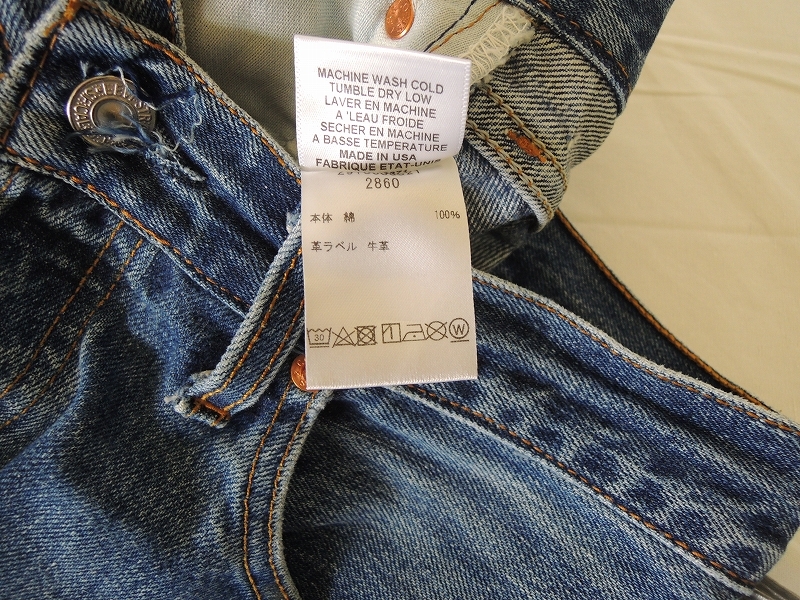 MACHINE WASH COLD
TUMBLE DRY LOW
LAVER EN MACHINE
A 'LEAU FROIDE
SECHER EN MACHINE
A BASSE TEMPERATURE
MADE IN USA
FABRIQUE ETAT-UNIS
2860
本体 綿 100%
革ラベル 牛革
30
W